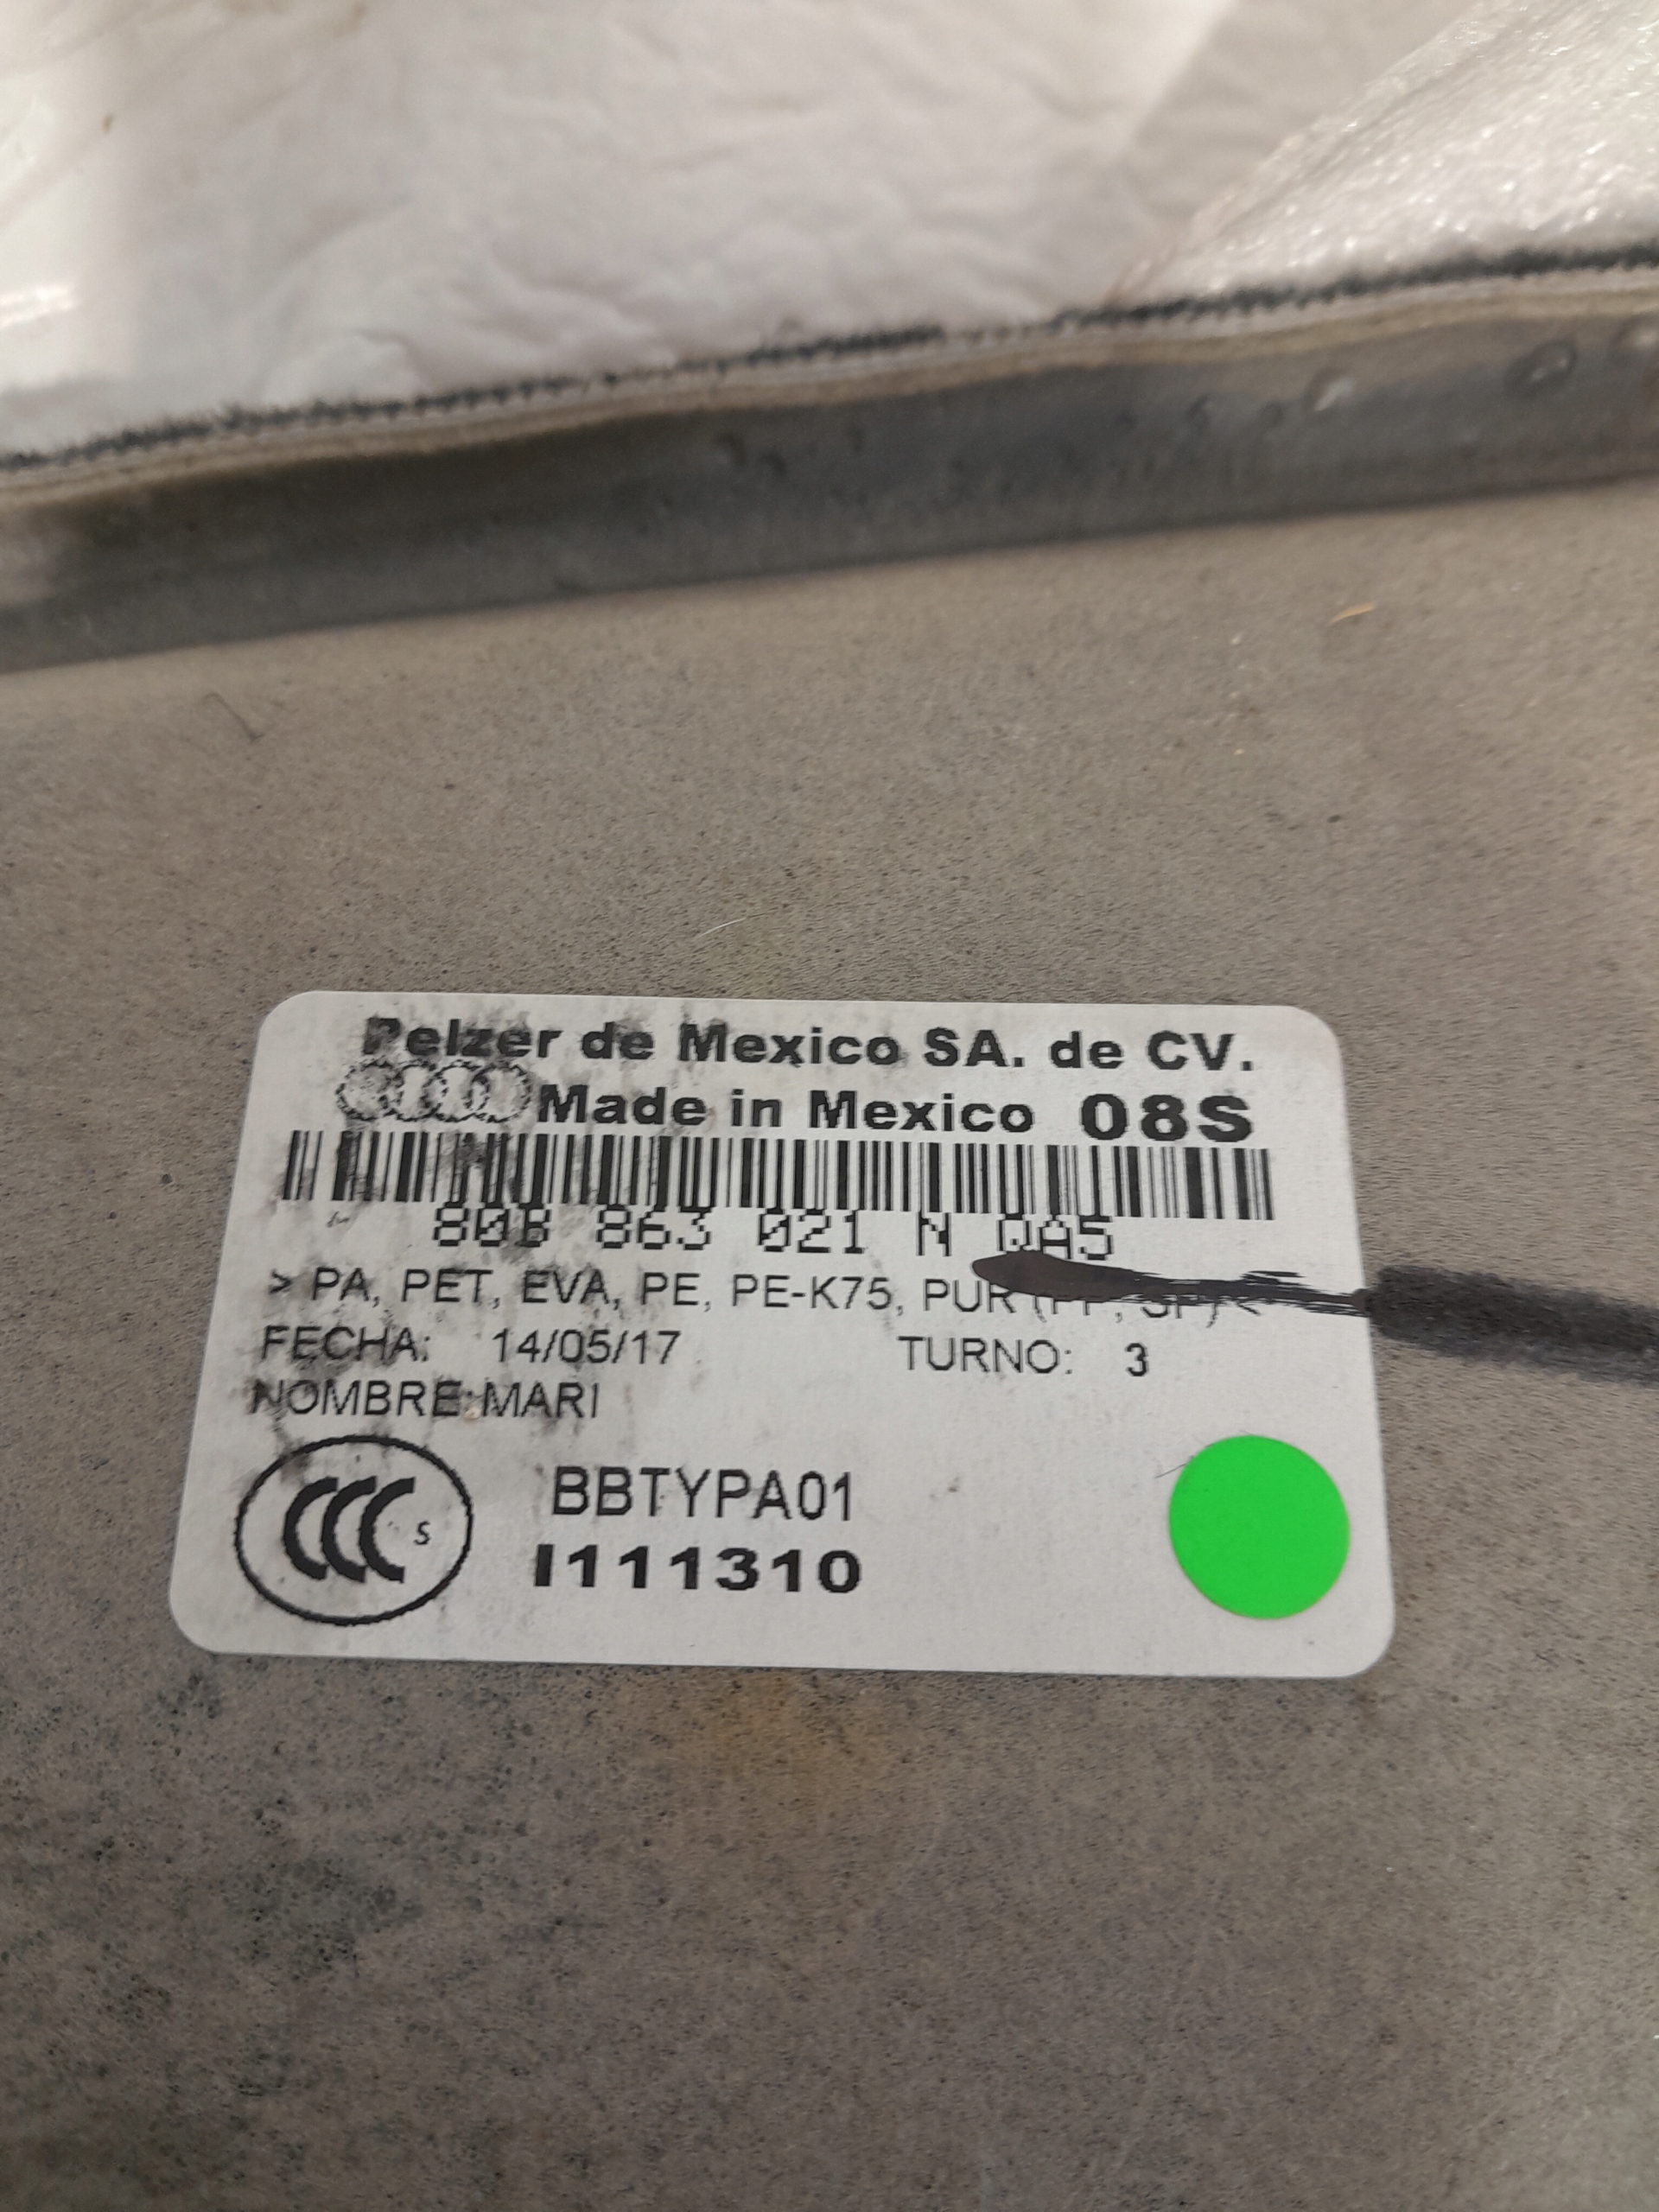 Pelzer de Mexico SA. de CV.
Made in Mexico 08S
80B 863 021 N QA5
> PA, PET, EVA, PE, PE-K75, PUR
FECHA: 14/05/17 TURNO: 3
NOMBRE:MARI
CCC S
BBTYPA01
I111310